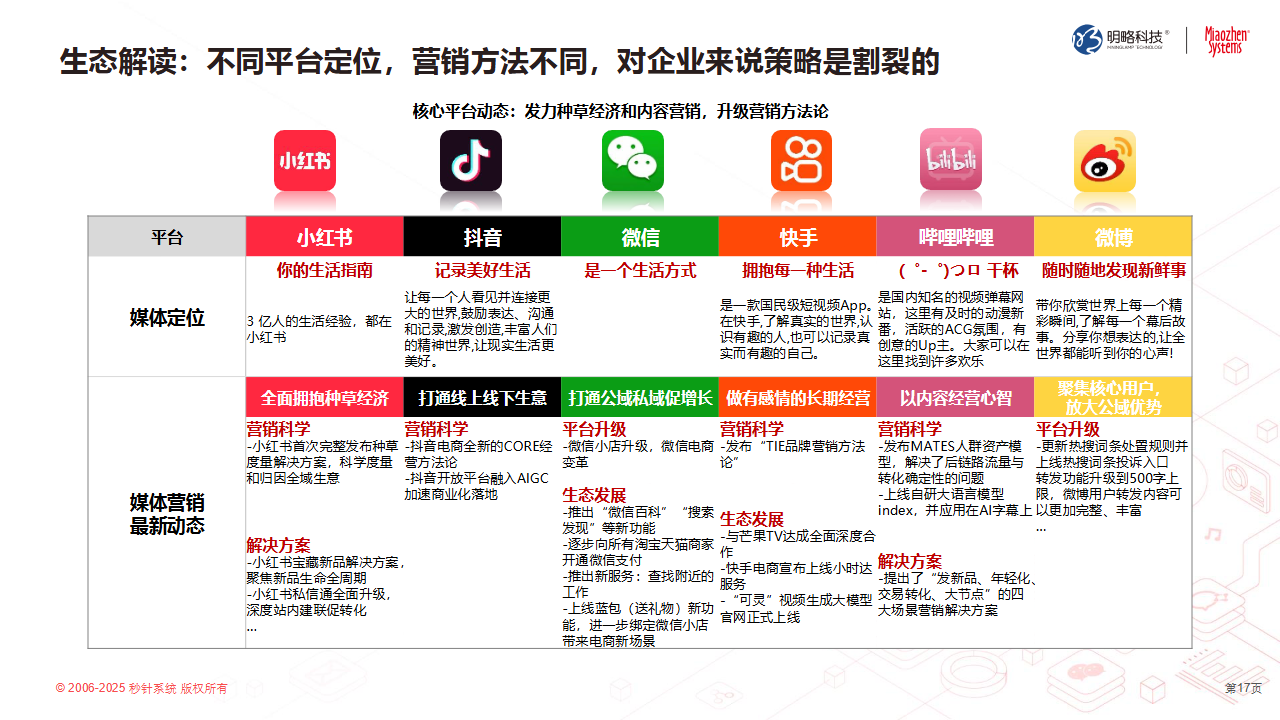 生态解读：不同平台定位，营销方法不同，对企业来说策略是割裂的
明略科技®
MININGLAMP TECHNOLOGY
Miaozhen®
Systems
核心平台动态：发力种草经济和内容营销，升级营销方法论
小红书
bilibili
平台
小红书
抖音
微信
快手
哔哩哔哩
微博
媒体定位
你的生活指南
3 亿人的生活经验，都在
小红书
记录美好生活
让每一个人看见并连接更
大的世界,鼓励表达、沟通
和记录,激发创造,丰富人们
的精神世界,让现实生活更
美好。
是一个生活方式
拥抱每一种生活
是一款国民级短视频App。
在快手,了解真实的世界,认
识有趣的人,也可以记录真
实而有趣的自己。
(゜-゜)つロ 干杯
是国内知名的视频弹幕网
站，这里有及时的动漫新
番，活跃的ACG氛围，有
创意的Up主。大家可以在
这里找到许多欢乐
随时随地发现新鲜事
带你欣赏世界上每一个精
彩瞬间,了解每一个幕后故
事。分享你想表达的,让全
世界都能听到你的心声!
媒体营销
最新动态
全面拥抱种草经济
营销科学
-小红书首次完整发布种草
度量解决方案，科学度量
和归因全域生意
解决方案
-小红书宝藏新品解决方案，
聚焦新品生命全周期
-小红书私信通全面升级，
深度站内建联促转化
...
打通线上线下生意
营销科学
-抖音电商全新的CORE经
营方法论
-抖音开放平台融入AIGC
加速商业化落地
打通公域私域促增长
平台升级
-微信小店升级，微信电商
变革
生态发展
-推出“微信百科”“搜索
发现”等新功能
-逐步向所有淘宝天猫商家
开通微信支付
-推出新服务：查找附近的
工作
-上线蓝包（送礼物）新功
能，进一步绑定微信小店
带来电商新场景
做有感情的长期经营
营销科学
-发布“TIE品牌营销方法
论”
生态发展
-与芒果TV达成全面深度合
作
-快手电商宣布上线小时达
服务
-“可灵”视频生成大模型
官网正式上线
以内容经营心智
营销科学
-发布MATES人群资产模
型，解决了后链路流量与
转化确定性的问题
-上线自研大语言模型
index，并应用在AI字幕上
解决方案
-提出了“发新品、年轻化、
交易转化、大节点”的四
大场景营销解决方案
聚集核心用户，
放大公域优势
平台升级
-更新热搜词条处置规则并
上线热搜词条投诉入口
转发功能升级到500字上
限，微博用户转发内容可
以更加完整、丰富
...
© 2006-2025 秒针系统 版权所有
第17页